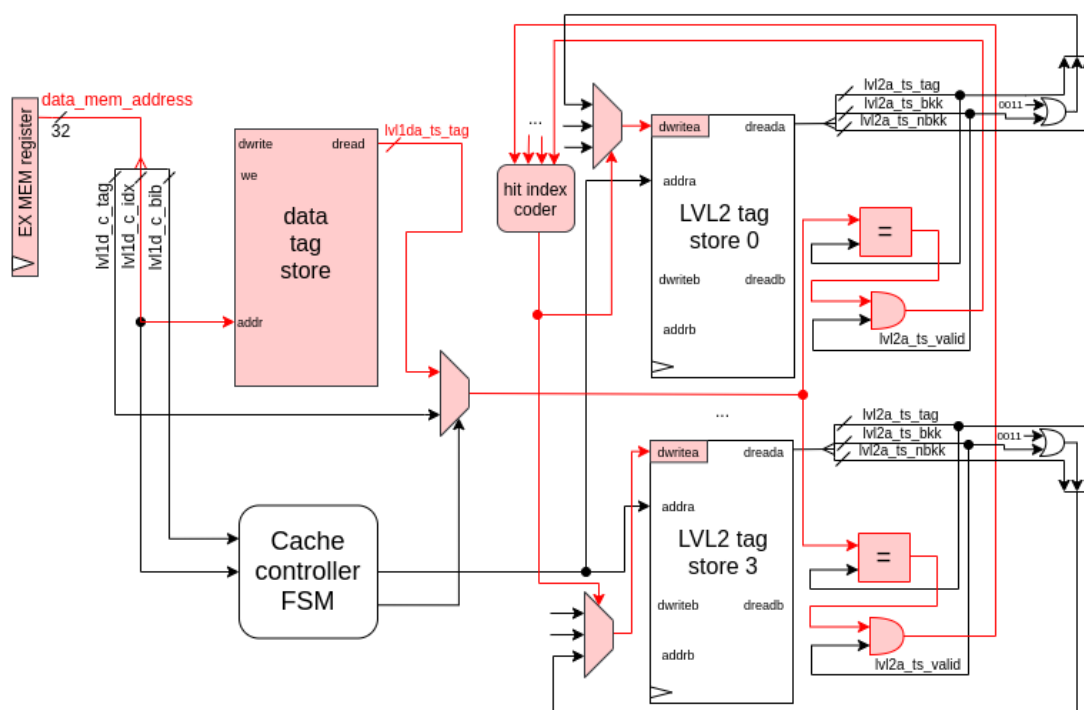 EX MEM register
data_mem_address
32
lvl1d_c_tag
lvl1d_c_idx
lvl1d_c_bib
dwrite
dread
we
data
tag
store
addr
lvl1da_ts_tag
...
hit index
coder
dwritea
dreada
addra
LVL2 tag
store 0
dwriteb
dreadb
addrb
lvl2a_ts_tag
lvl2a_ts_bkk
lvl2a_ts_nbkk
0011
=
lvl2a_ts_valid
...
Cache
controller
FSM
dwritea
dreada
addra
LVL2 tag
store 3
dwriteb
dreadb
addrb
lvl2a_ts_tag
lvl2a_ts_bkk
lvl2a_ts_nbkk
0011
=
lvl2a_ts_valid